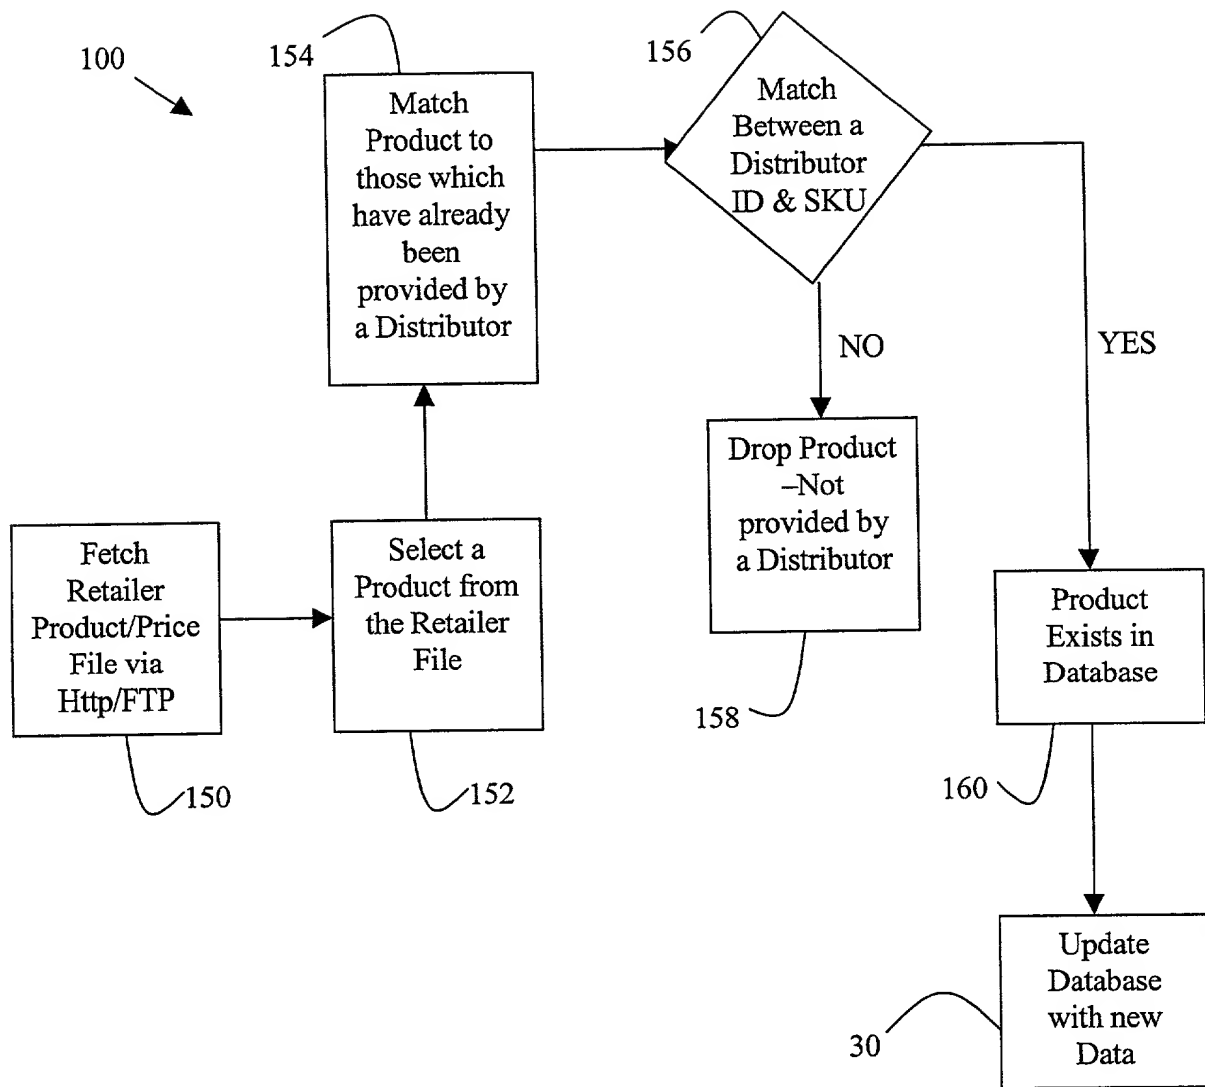 100
154
Match
Product to
those which
have already
been
provided by
a Distributor
156
Match
Between a
Distributor
ID & SKU
NO
YES
Drop Product
–Not
provided by
a Distributor
158
Fetch
Retailer
Product/Price
File via
Http/FTP
150
Select a
Product from
the Retailer
File
152
Product
Exists in
Database
160
Update
Database
with new
Data
30